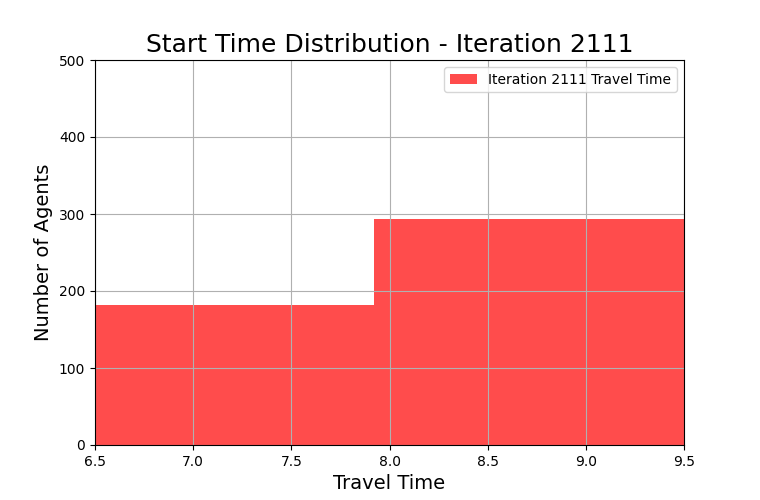 Start Time Distribution - Iteration 2111
Iteration 2111 Travel Time
Number of Agents
500
400
300
200
100
0
6.5 7.0 7.5 8.0 8.5 9.0 9.5
Travel Time